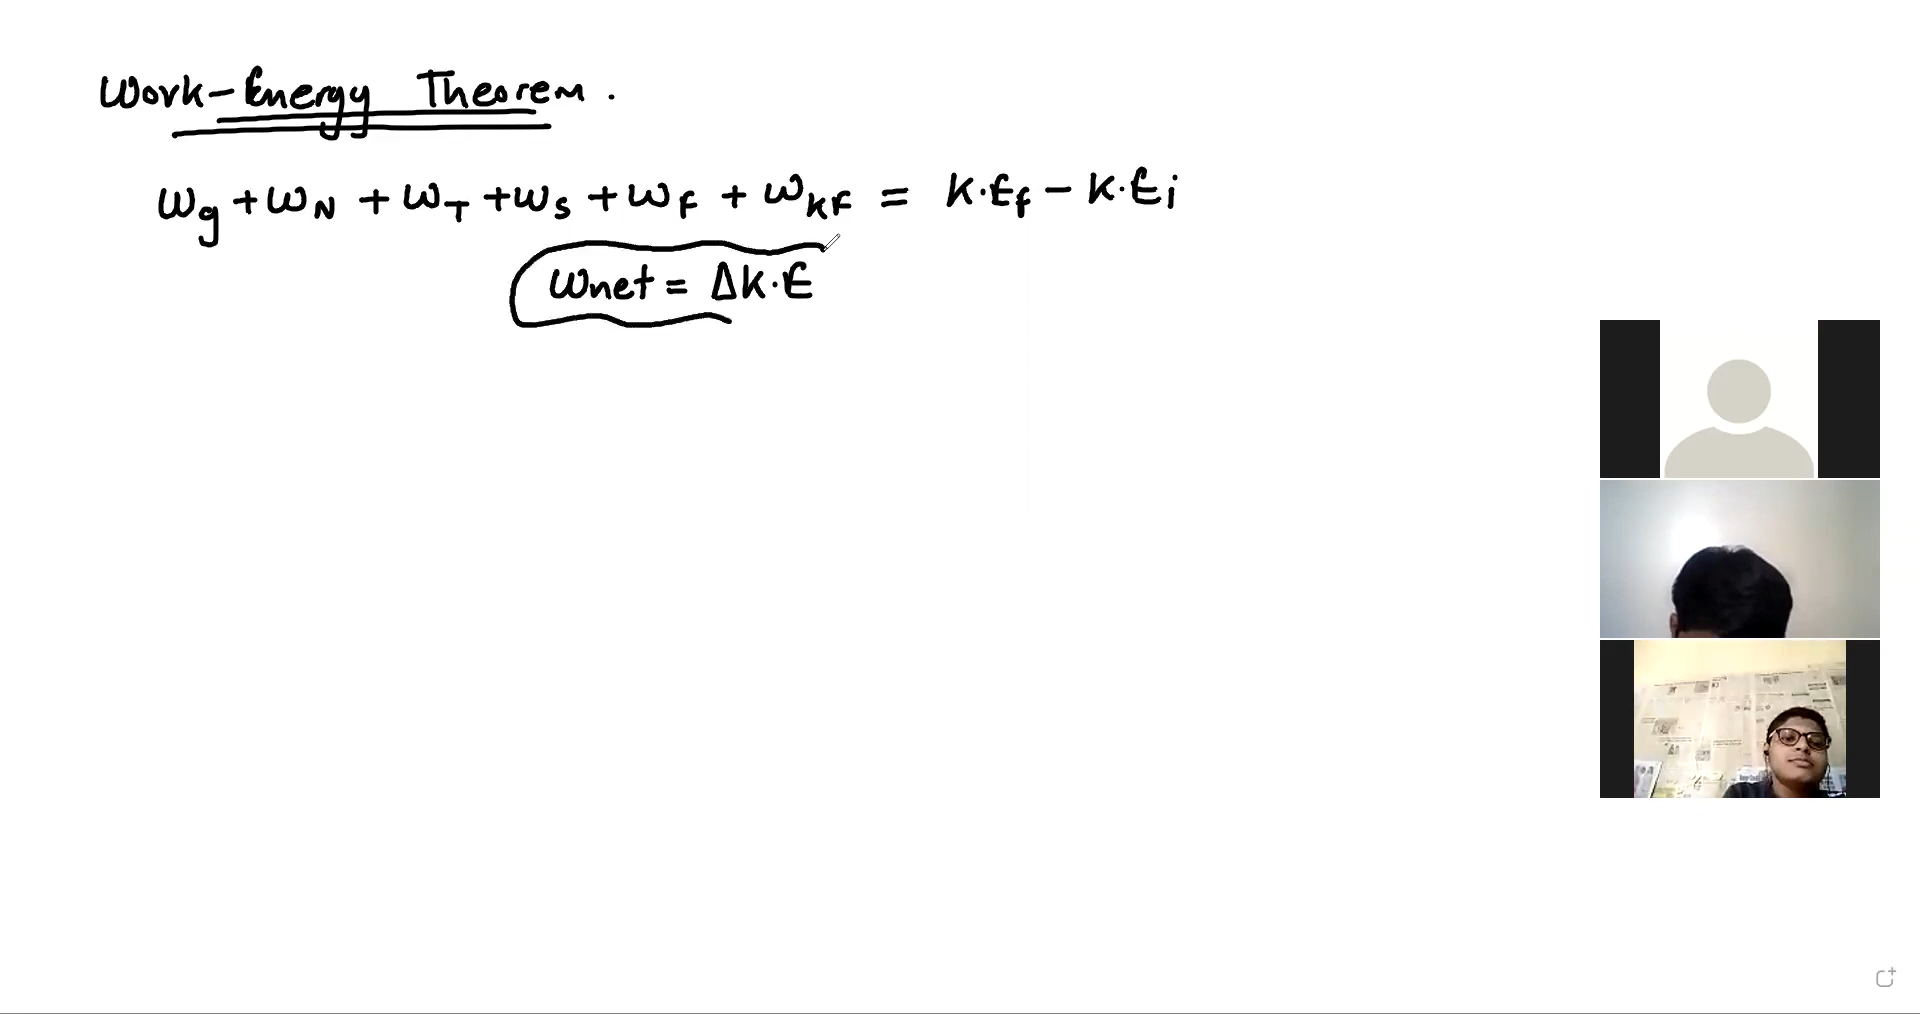 Work-Energy Theorem.
Wg + WN + WT + WS + WF + WKF = K.Ef - K.Ei
Wnet = ΔK.E